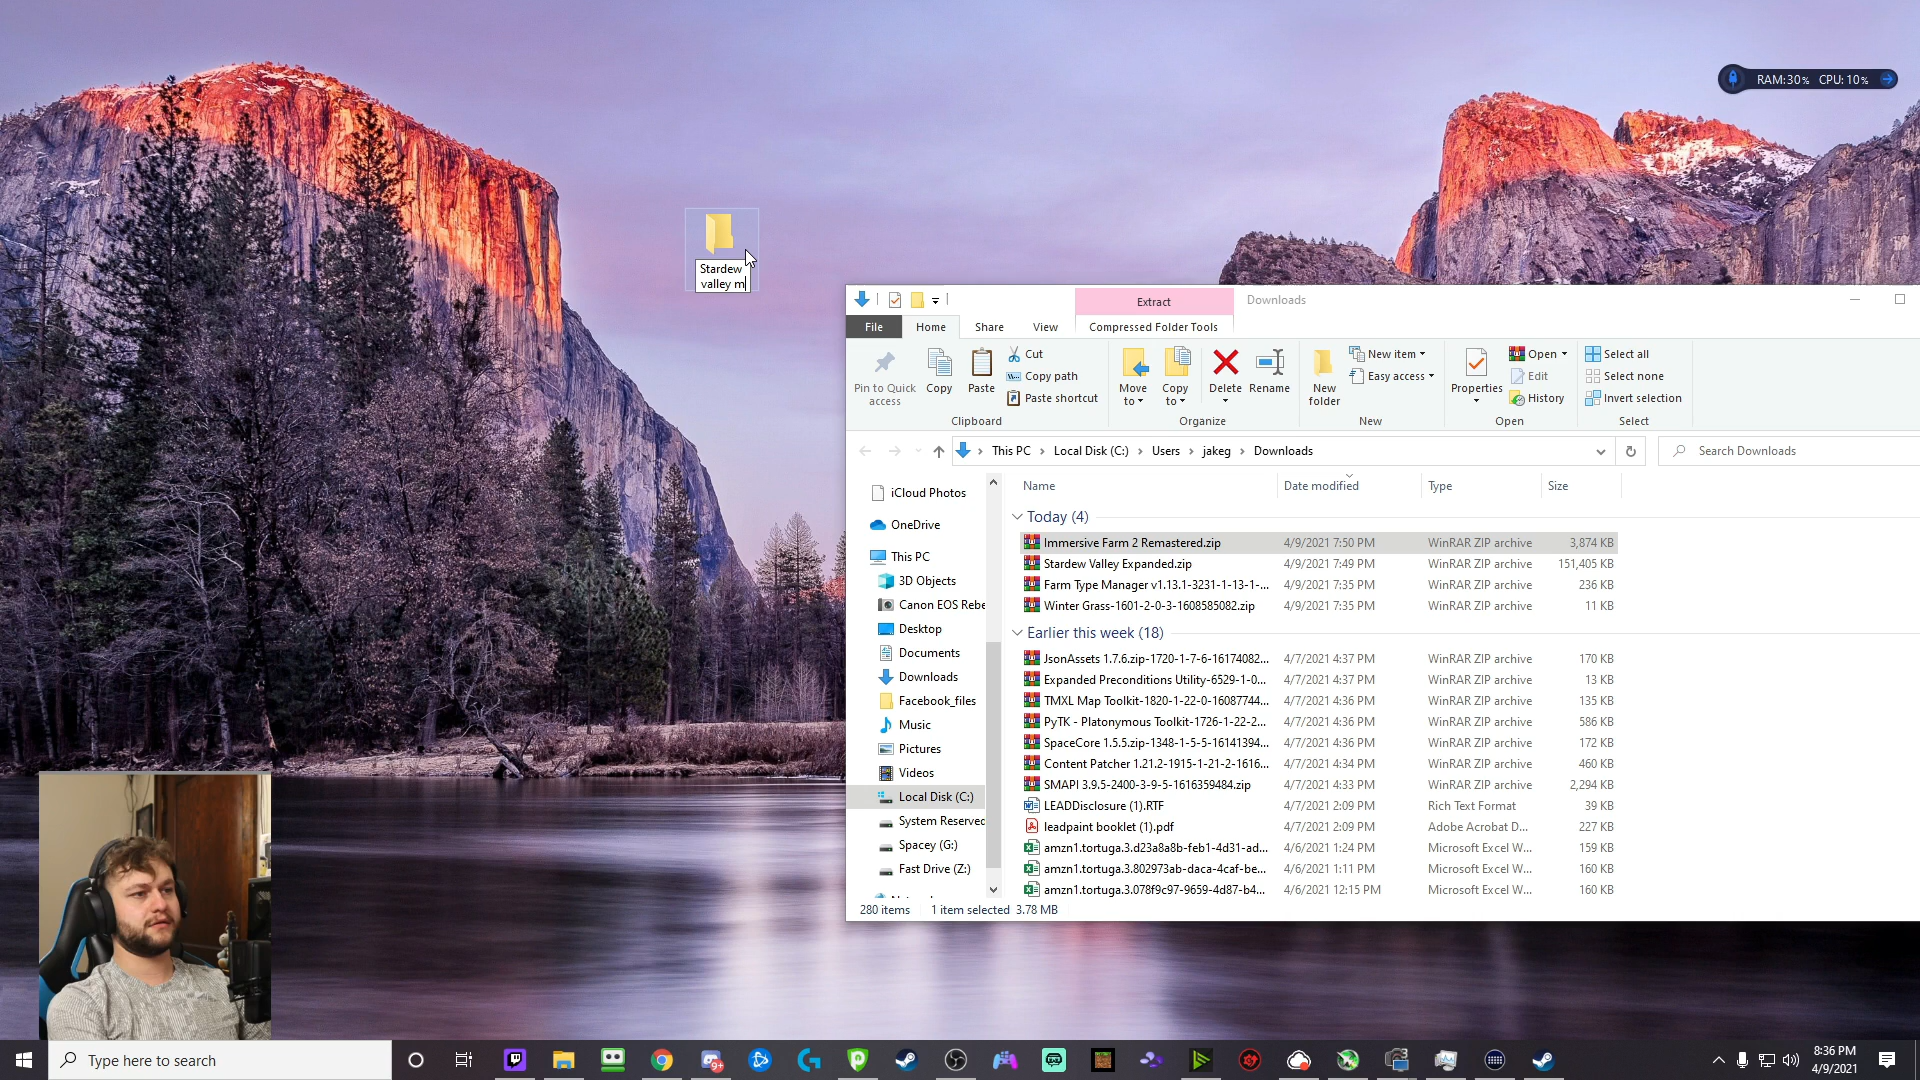 RAM:30% CPU:10%
Stardew
valley m
Extract
Downloads
File
Home
Share
View
Compressed Folder Tools
Pin to Quick
access
Copy
Paste
Cut
Copy path
Paste shortcut
Move
to
Copy
to
Delete
Rename
New
folder
New item
Easy access
Properties
Open
Edit
History
Select all
Select none
Invert selection
Clipboard
Organize
New
Open
Select
This PC
Local Disk (C:)
Users
jakeg
Downloads
Search Downloads
iCloud Photos
OneDrive
This PC
3D Objects
Canon EOS Rebe
Desktop
Documents
Downloads
Facebook_files
Music
Pictures
Videos
Local Disk (C:)
System Reserved
Spacey (G:)
Fast Drive (Z:)
Name Date modified Type Size
Today (4)
Immersive Farm 2 Remastered.zip 4/9/2021 7:50 PM WinRAR ZIP archive 3,874 KB
Stardew Valley Expanded.zip 4/9/2021 7:49 PM WinRAR ZIP archive 151,405 KB
Farm Type Manager v1.13.1-3231-1-13-1-... 4/9/2021 7:35 PM WinRAR ZIP archive 236 KB
Winter Grass-1601-2-0-3-1608585082.zip 4/9/2021 7:35 PM WinRAR ZIP archive 11 KB
Earlier this week (18)
JsonAssets 1.7.6.zip-1720-1-7-6-16174082... 4/7/2021 4:37 PM WinRAR ZIP archive 170 KB
Expanded Preconditions Utility-6529-1-0... 4/7/2021 4:37 PM WinRAR ZIP archive 13 KB
TMXL Map Toolkit-1820-1-22-0-16087744... 4/7/2021 4:36 PM WinRAR ZIP archive 135 KB
PyTK - Platonymous Toolkit-1726-1-22-2... 4/7/2021 4:36 PM WinRAR ZIP archive 586 KB
SpaceCore 1.5.5.zip-1348-1-5-5-16141394... 4/7/2021 4:36 PM WinRAR ZIP archive 172 KB
Content Patcher 1.21.2-1915-1-21-2-1616... 4/7/2021 4:34 PM WinRAR ZIP archive 460 KB
SMAPI 3.9.5-2400-3-9-5-1616359484.zip 4/7/2021 4:33 PM WinRAR ZIP archive 2,294 KB
LEADDisclosure (1).RTF 4/7/2021 2:09 PM Rich Text Format 39 KB
leadpaint booklet (1).pdf 4/7/2021 2:09 PM Adobe Acrobat D... 227 KB
amzn1.tortuga.3.d23a8a8b-feb1-4d31-ad... 4/6/2021 1:24 PM Microsoft Excel W... 159 KB
amzn1.tortuga.3.802973ab-daca-4caf-be... 4/6/2021 1:11 PM Microsoft Excel W... 160 KB
amzn1.tortuga.3.078f9c97-9659-4d87-b4... 4/6/2021 12:15 PM Microsoft Excel W... 160 KB
280 items 1 item selected 3.78 MB
Type here to search
9+
8:36 PM
4/9/2021